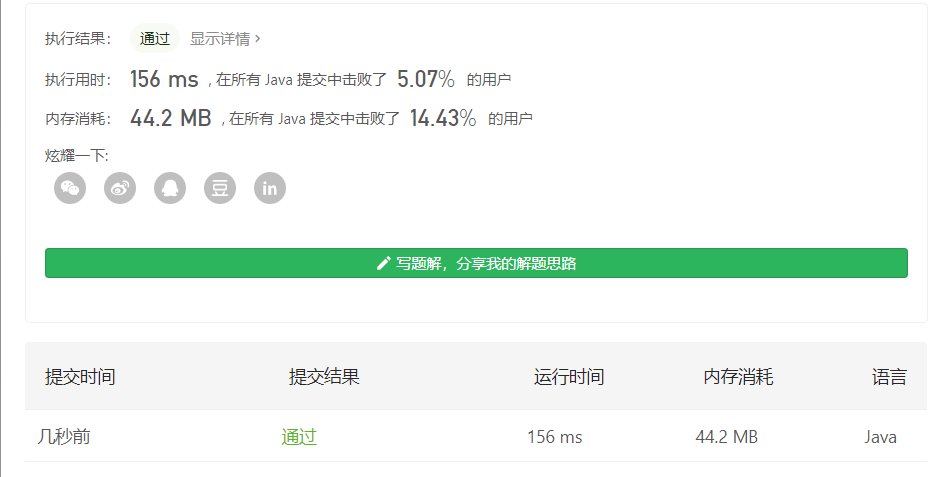 执行结果： 通过 显示详情 >
执行用时： 156 ms , 在所有 Java 提交中击败了 5.07% 的用户
内存消耗： 44.2 MB , 在所有 Java 提交中击败了 14.43% 的用户
炫耀一下:
豆 in
写题解，分享我的解题思路
提交时间 提交结果 运行时间 内存消耗 语言
几秒前 通过 156 ms 44.2 MB Java